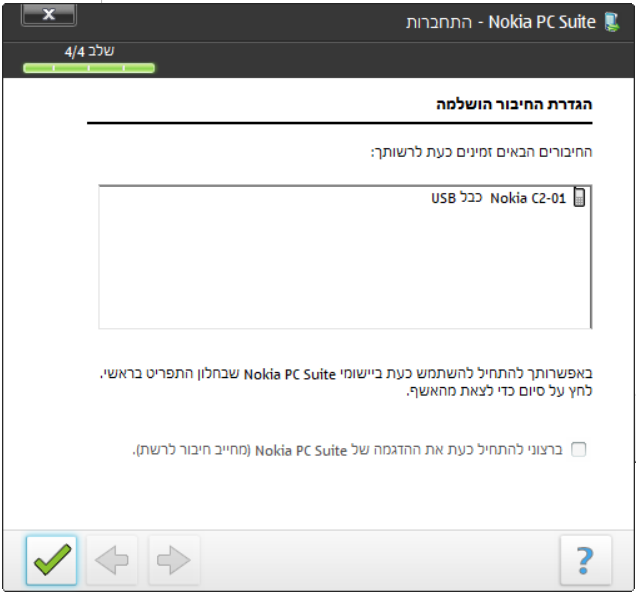 Nokia PC Suite - התחברות
X
שלב 4/4
הגדרת החיבור הושלמה
החיבורים הבאים זמינים כעת לרשותך:
Nokia C2-01 כבל USB
באפשרותך להתחיל להשתמש כעת ביישומי Nokia PC Suite שבחלון התפריט בראשי.
לחץ על סיום כדי לצאת מהאשף.
ברצוני להתחיל כעת את ההדגמה של Nokia PC Suite (מחייב חיבור לרשת).
?